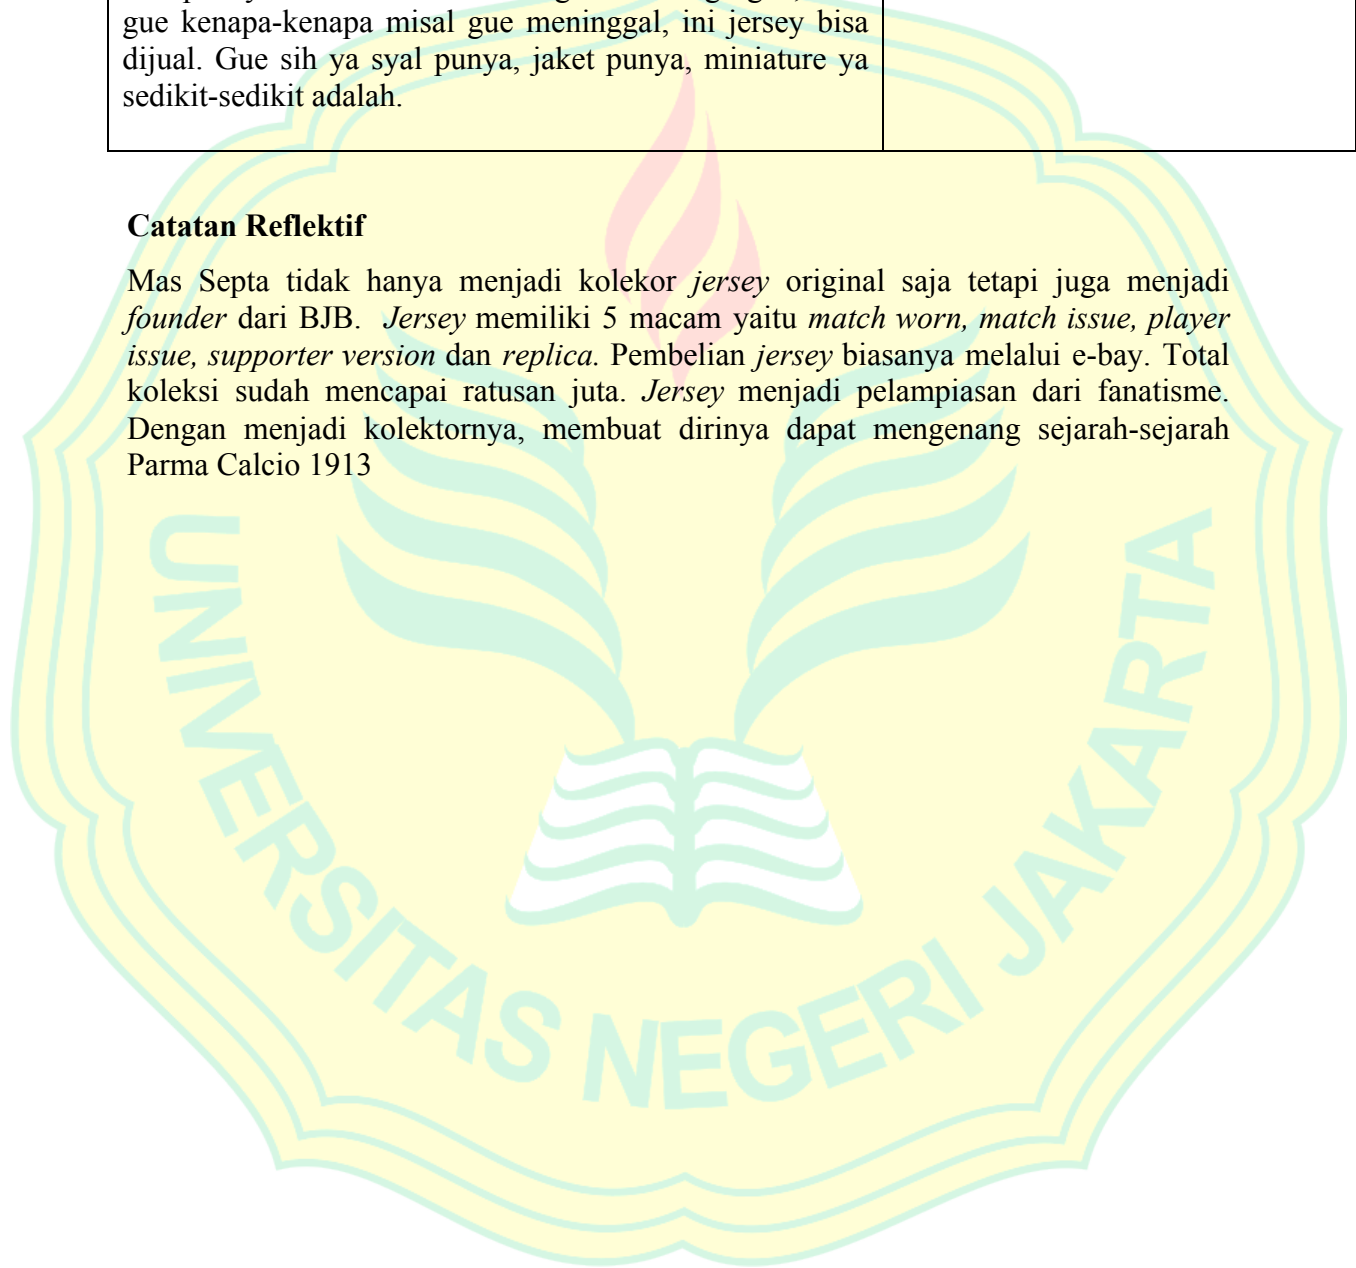 gue kenapa-kenapa misal gue meninggal, ini jersey bisa
dijual. Gue sih ya syal punya, jaket punya, miniature ya
sedikit-sedikit adalah.
Catatan Reflektif
Mas Septa tidak hanya menjadi kolekor jersey original saja tetapi juga menjadi
founder dari BJB. Jersey memiliki 5 macam yaitu match worn, match issue, player
issue, supporter version dan replica. Pembelian jersey biasanya melalui e-bay. Total
koleksi sudah mencapai ratusan juta. Jersey menjadi pelampiasan dari fanatisme.
Dengan menjadi kolektornya, membuat dirinya dapat mengenang sejarah-sejarah
Parma Calcio 1913
UNIVERSITAS NEGERI JAKARTA